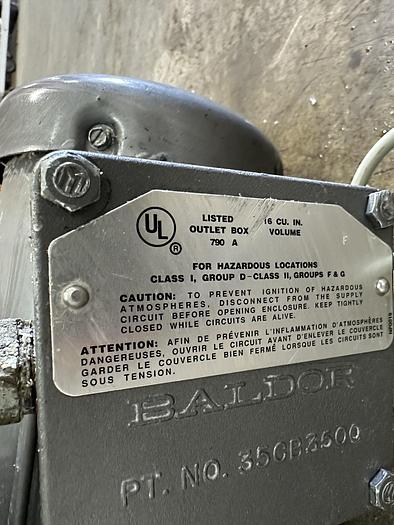 UL
®
LISTED 16 CU. IN.
OUTLET BOX VOLUME
790 A
F
FOR HAZARDOUS LOCATIONS
CLASS I, GROUP D-CLASS II, GROUPS F & G
CAUTION: TO PREVENT IGNITION OF HAZARDOUS
ATMOSPHERES, DISCONNECT FROM THE SUPPLY
CIRCUIT BEFORE OPENING ENCLOSURE. KEEP TIGHTLY
CLOSED WHILE CIRCUITS ARE ALIVE.
ATTENTION: AFIN DE PRÉVENIR L'INFLAMMATION D'ATMOSPHÈRES
DANGEREUSES, OUVRIR LE CIRCUIT AVANT D'ENLEVER LE COUVERCLE
GARDER LE COUVERCLE BIEN FERMÉ LORSQUE LES CIRCUITS SONT
SOUS TENSION.
BALDOR
PT. NO. 35CB3500